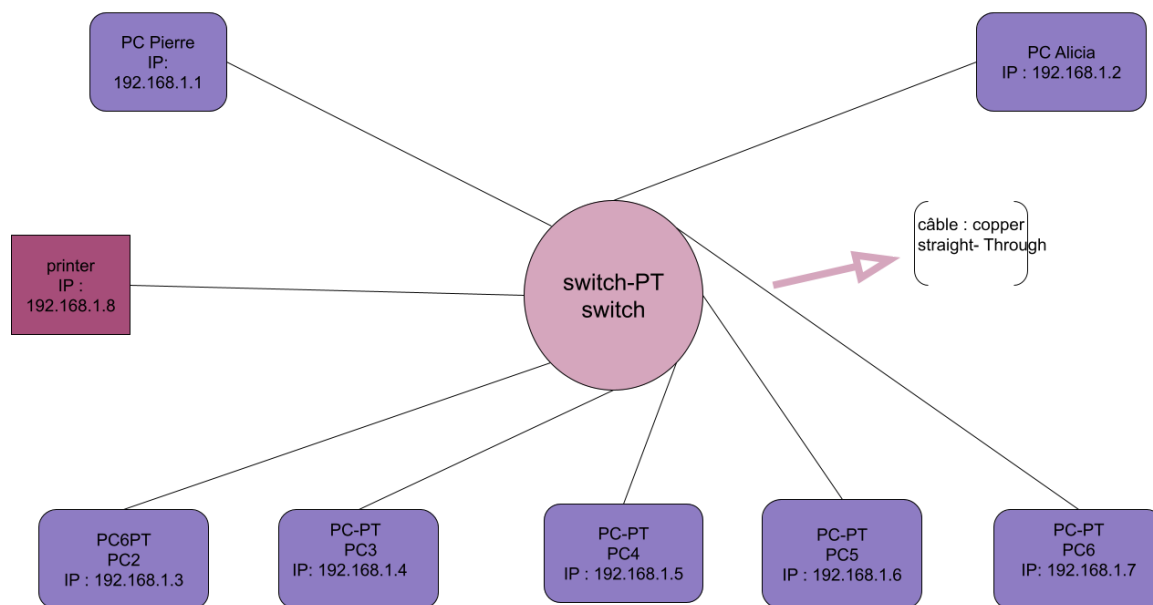 PC Pierre
IP:
192.168.1.1
PC Alicia
IP : 192.168.1.2
câble : copper
straight- Through
printer
IP :
192.168.1.8
switch-PT
switch
PC6PT
PC2
IP : 192.168.1.3
PC-PT
PC3
IP: 192.168.1.4
PC-PT
PC4
IP : 192.168.1.5
PC-PT
PC5
IP : 192.168.1.6
PC-PT
PC6
IP: 192.168.1.7